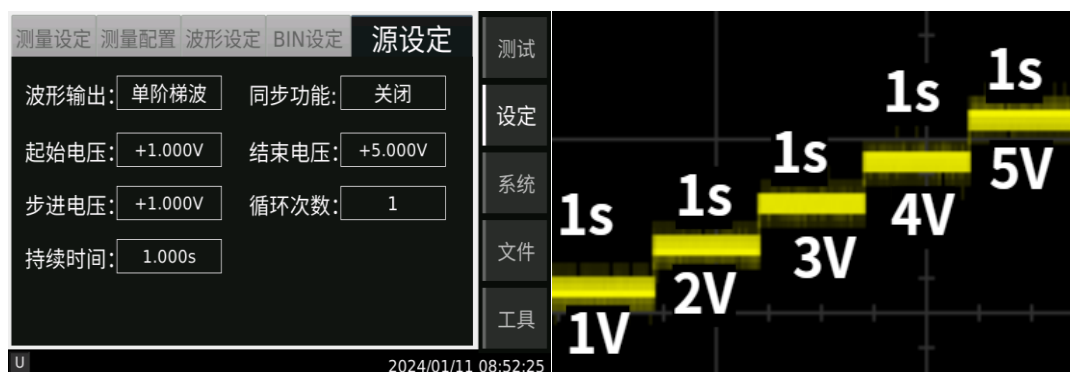 测量设定 测量配置 波形设定 BIN设定 源设定
波形输出: 单阶梯波 同步功能: 关闭
起始电压: +1.000V 结束电压: +5.000V
步进电压: +1.000V 循环次数: 1
持续时间: 1.000s
测试
设定
系统
文件
工具
U 2024/01/11 08:52:25
1s 1s 1s 1s 1s
1V 2V 3V 4V 5V